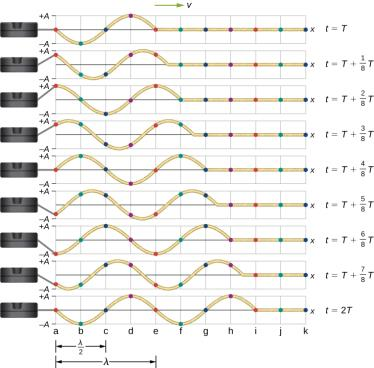 v
+A
−A
x
t = T
+A
−A
x
t = T + 1/8 T
+A
−A
x
t = T + 2/8 T
+A
−A
x
t = T + 3/8 T
+A
−A
x
t = T + 4/8 T
+A
−A
x
t = T + 5/8 T
+A
−A
x
t = T + 6/8 T
+A
−A
x
t = T + 7/8 T
+A
−A
x
t = 2T
a b c d e f g h i j k
λ/2
λ